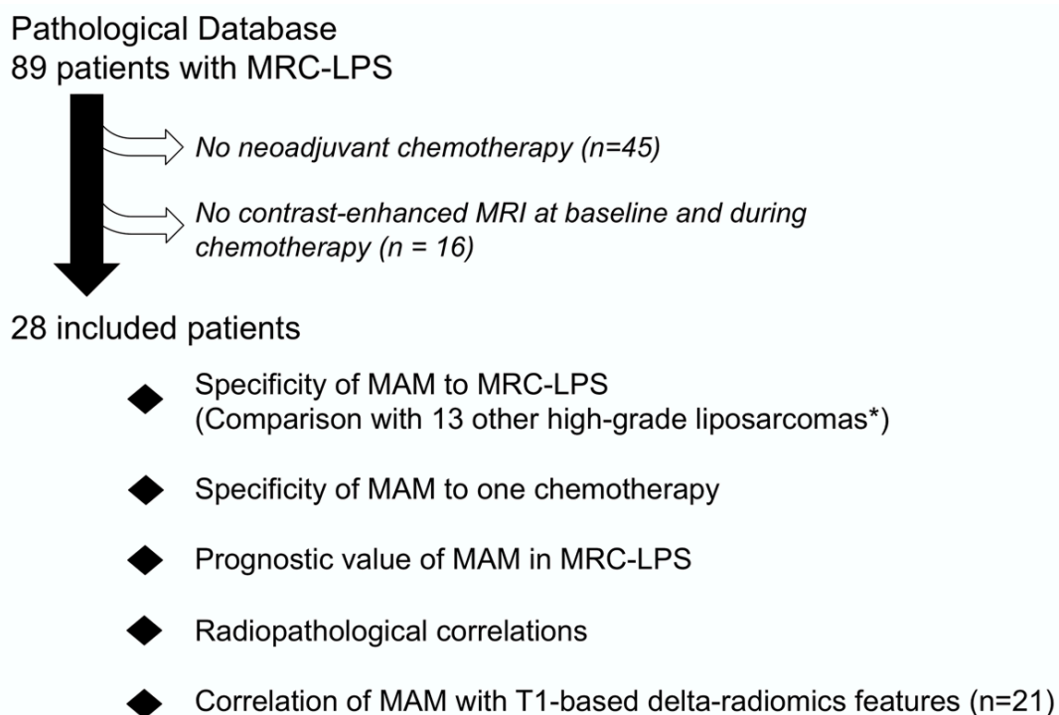 Pathological Database
89 patients with MRC-LPS
No neoadjuvant chemotherapy (n=45)
No contrast-enhanced MRI at baseline and during
chemotherapy (n = 16)
28 included patients
Specificity of MAM to MRC-LPS
(Comparison with 13 other high-grade liposarcomas*)
Specificity of MAM to one chemotherapy
Prognostic value of MAM in MRC-LPS
Radiopathological correlations
Correlation of MAM with T1-based delta-radiomics features (n=21)